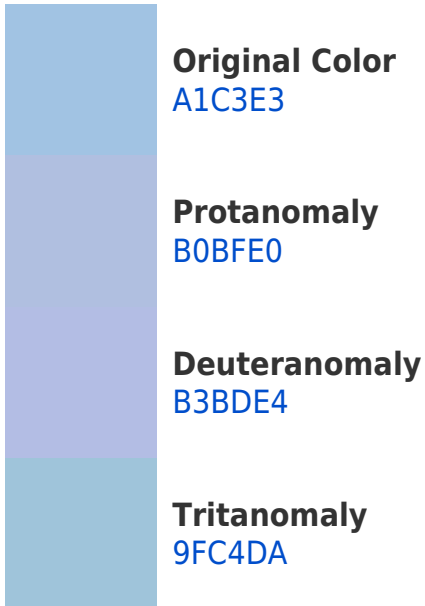 Original Color
A1C3E3
Protanomaly
B0BFE0
Deuteranomaly
B3BDE4
Tritanomaly
9FC4DA